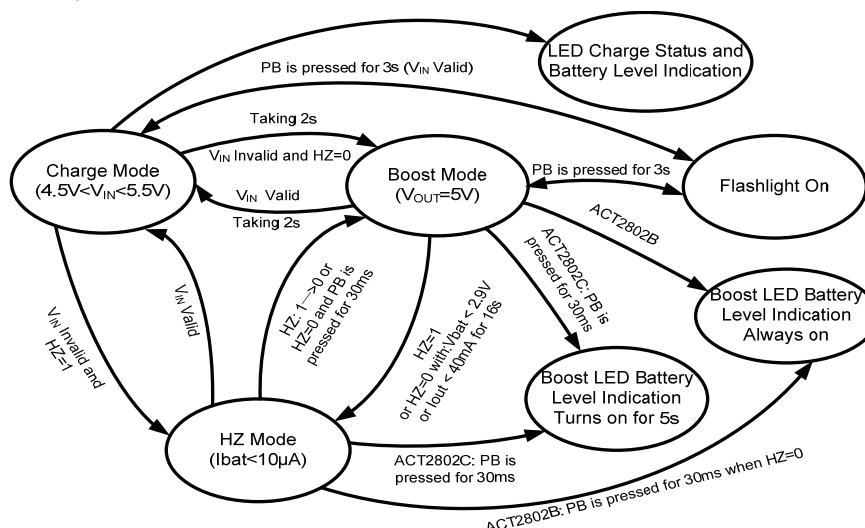 LED Charge Status and
Battery Level Indication
PB is pressed for 3s (VIN Valid)
Taking 2s
VIN Invalid and HZ=0
Charge Mode
(4.5V<VIN<5.5V)
Boost Mode
(VOUT=5V)
PB is pressed for 3s
Flashlight On
VIN Valid
Taking 2s
ACT2802B
ACT2802C: PB is
pressed for 30ms
VIN Invalid and
HZ=1
VIN Valid
HZ: 1--->0 or
HZ=0 and PB is
pressed for 30ms
HZ=1
or HZ=0 with:Vbat < 2.9V
or Iout < 40mA for 16s
Boost LED Battery
Level Indication
Always on
Boost LED Battery
Level Indication
Turns on for 5s
HZ Mode
(Ibat<10µA)
ACT2802C: PB is
pressed for 30ms
ACT2802B: PB is pressed for 30ms when HZ=0